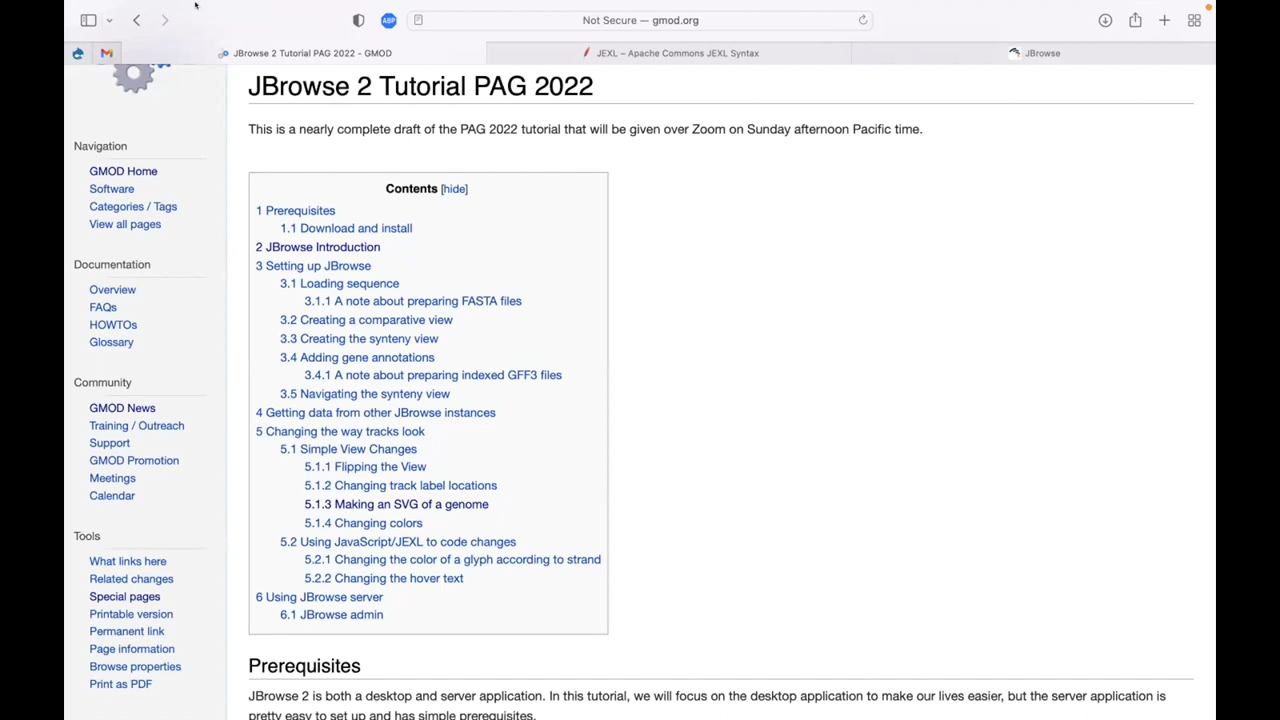 ABP
Not Secure — gmod.org
JBrowse 2 Tutorial PAG 2022 - GMOD
JEXL – Apache Commons JEXL Syntax
JBrowse
Navigation
GMOD Home
Software
Categories / Tags
View all pages
Documentation
Overview
FAQs
HOWTOs
Glossary
Community
GMOD News
Training / Outreach
Support
GMOD Promotion
Meetings
Calendar
Tools
What links here
Related changes
Special pages
Printable version
Permanent link
Page information
Browse properties
Print as PDF
JBrowse 2 Tutorial PAG 2022
This is a nearly complete draft of the PAG 2022 tutorial that will be given over Zoom on Sunday afternoon Pacific time.
Contents [hide]
1 Prerequisites
1.1 Download and install
2 JBrowse Introduction
3 Setting up JBrowse
3.1 Loading sequence
3.1.1 A note about preparing FASTA files
3.2 Creating a comparative view
3.3 Creating the synteny view
3.4 Adding gene annotations
3.4.1 A note about preparing indexed GFF3 files
3.5 Navigating the synteny view
4 Getting data from other JBrowse instances
5 Changing the way tracks look
5.1 Simple View Changes
5.1.1 Flipping the View
5.1.2 Changing track label locations
5.1.3 Making an SVG of a genome
5.1.4 Changing colors
5.2 Using JavaScript/JEXL to code changes
5.2.1 Changing the color of a glyph according to strand
5.2.2 Changing the hover text
6 Using JBrowse server
6.1 JBrowse admin
Prerequisites
JBrowse 2 is both a desktop and server application. In this tutorial, we will focus on the desktop application to make our lives easier, but the server application is
pretty easy to set up and has simple prerequisites.